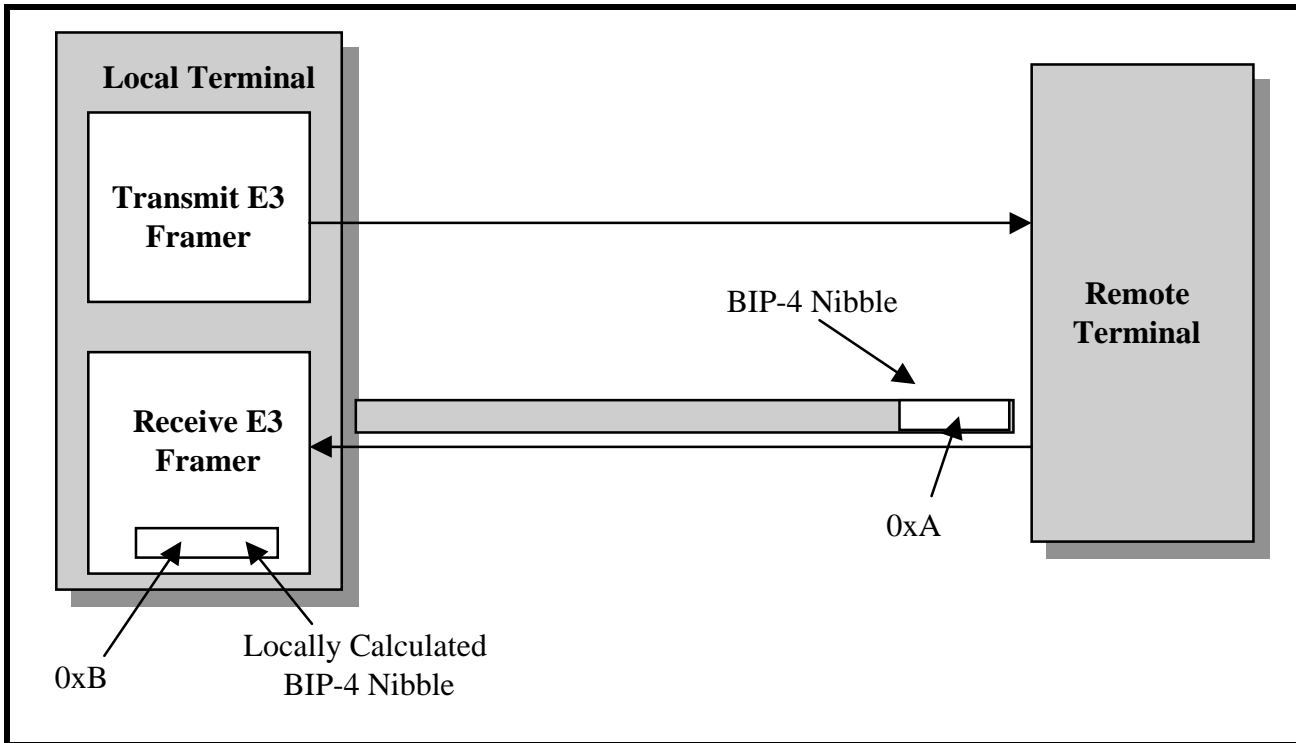 Local Terminal
Transmit E3
Framer
Receive E3
Framer
BIP-4 Nibble
Remote
Terminal
0xA
0xB
Locally Calculated
BIP-4 Nibble